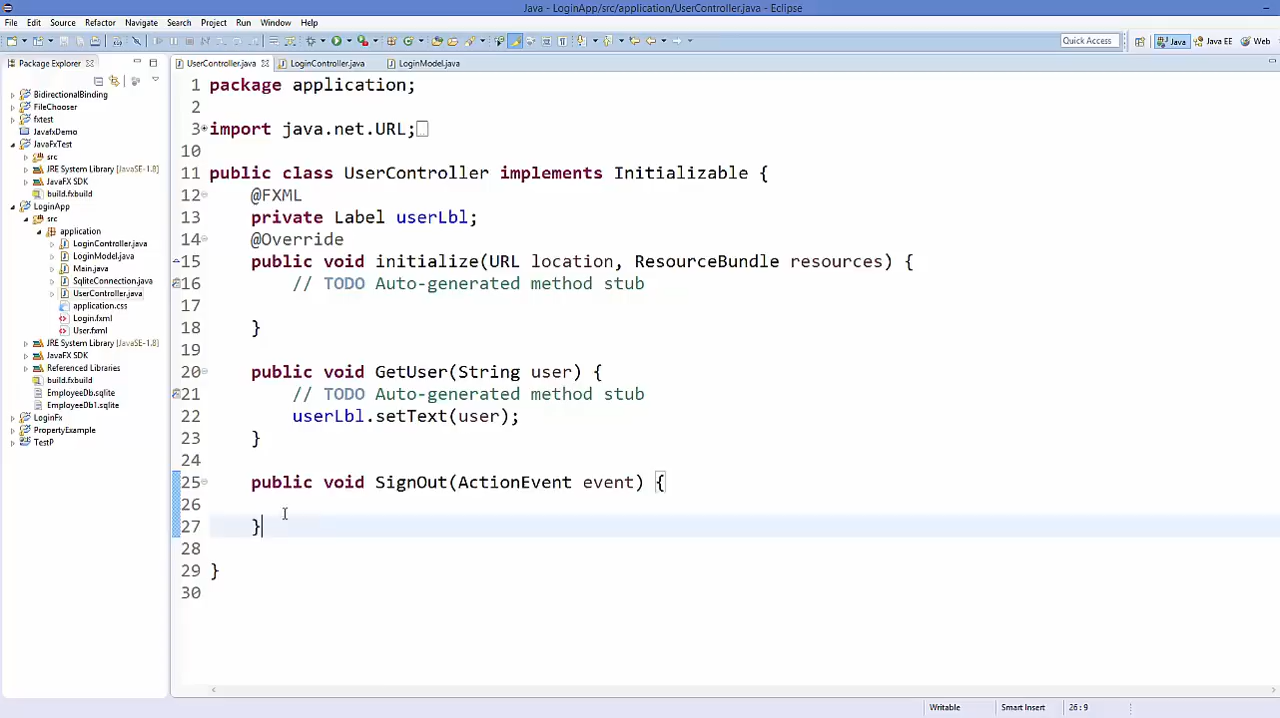 Java - LoginApp/src/application/UserController.java - Eclipse
File Edit Source Refactor Navigate Search Project Run Window Help
Quick Access Java Java EE Web
Package Explorer
UserController.java LoginController.java LoginModel.java
BidirectionalBinding
FileChooser
fxtest
JavafxDemo
JavaFxTest
src
JRE System Library [JavaSE-1.8]
JavaFX SDK
build.fxbuild
LoginApp
src
application
LoginController.java
LoginModel.java
Main.java
SqliteConnection.java
UserController.java
application.css
Login.fxml
User.fxml
JRE System Library [JavaSE-1.8]
JavaFX SDK
Referenced Libraries
build.fxbuild
EmployeeDb.sqlite
EmployeeDb1.sqlite
LoginFx
PropertyExample
TestP
1 package application;
2
3 import java.net.URL;
10
11 public class UserController implements Initializable {
12 @FXML
13 private Label userLbl;
14 @Override
15 public void initialize(URL location, ResourceBundle resources) {
16 // TODO Auto-generated method stub
17
18 }
19
20 public void GetUser(String user) {
21 // TODO Auto-generated method stub
22 userLbl.setText(user);
23 }
24
25 public void SignOut(ActionEvent event) {
26
27 }
28
29 }
30
Writable Smart Insert 26 : 9